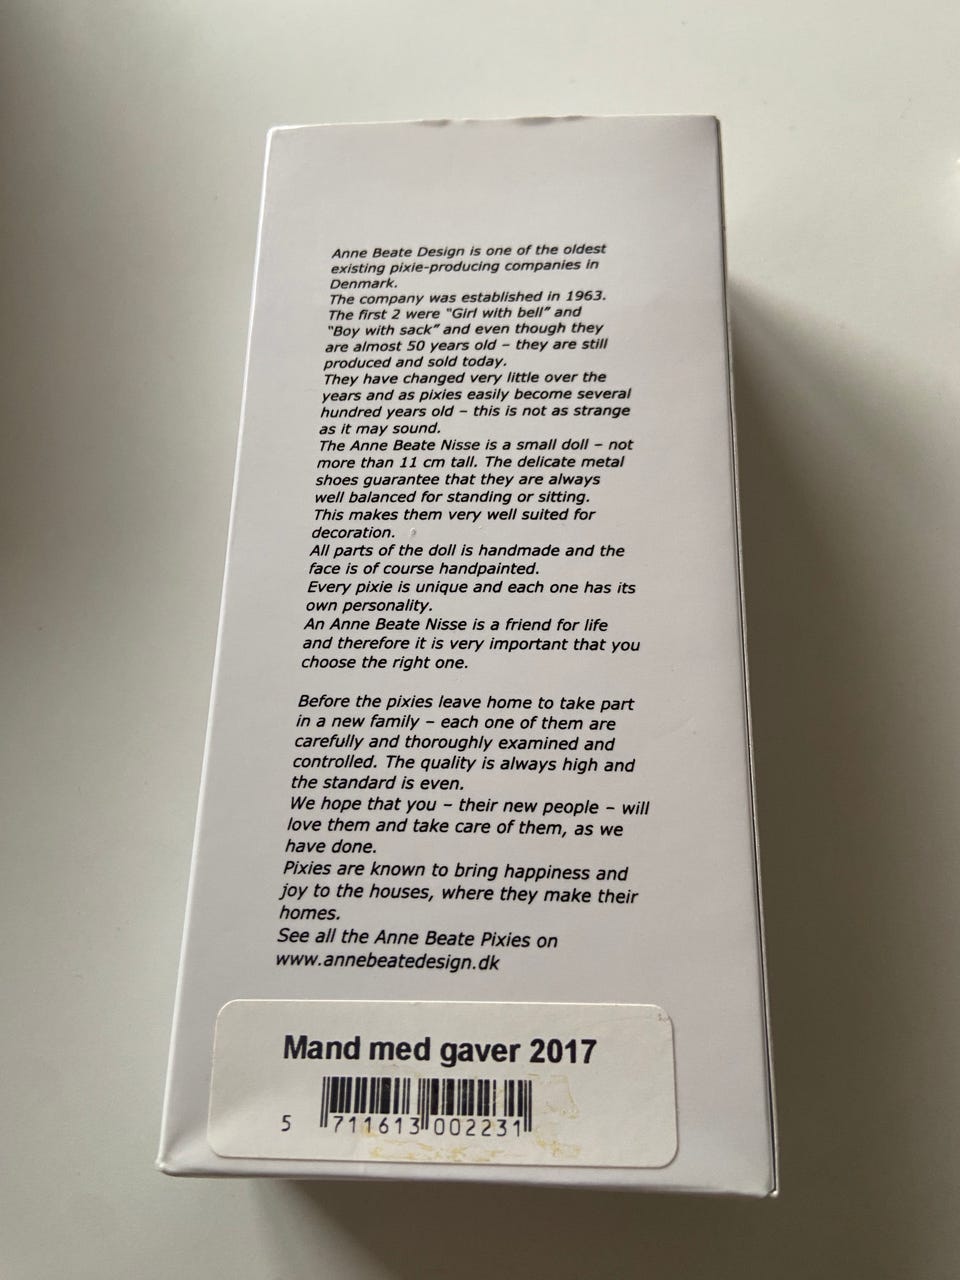 Anne Beate Design is one of the oldest
existing pixie-producing companies in
Denmark.
The company was established in 1963.
The first 2 were "Girl with bell” and
“Boy with sack” and even though they
are almost 50 years old – they are still
produced and sold today.
They have changed very little over the
years and as pixies easily become several
hundred years old – this is not as strange
as it may sound.
The Anne Beate Nisse is a small doll – not
more than 11 cm tall. The delicate metal
shoes guarantee that they are always
well balanced for standing or sitting.
This makes them very well suited for
decoration.
All parts of the doll is handmade and the
face is of course handpainted.
Every pixie is unique and each one has its
own personality.
An Anne Beate Nisse is a friend for life
and therefore it is very important that you
choose the right one.
Before the pixies leave home to take part
in a new family – each one of them are
carefully and thoroughly examined and
controlled. The quality is always high and
the standard is even.
We hope that you – their new people – will
love them and take care of them, as we
have done.
Pixies are known to bring happiness and
joy to the houses, where they make their
homes.
See all the Anne Beate Pixies on
www.annebeatedesign.dk
Mand med gaver 2017
5 711613 002231